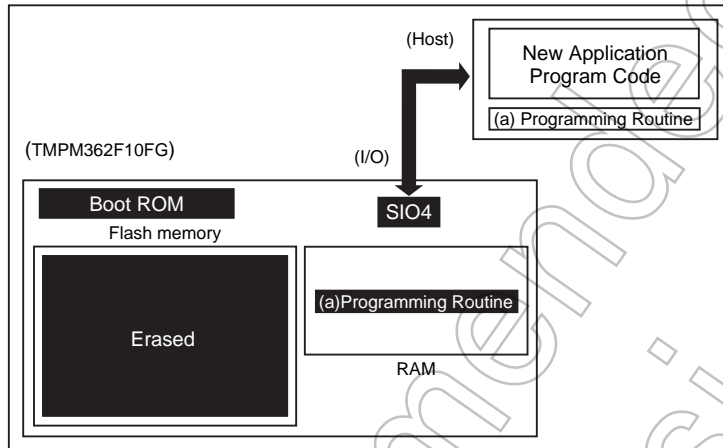 (Host)
New Application
Program Code
(a) Programming Routine
(TMPM362F10FG)
(I/O)
Boot ROM
SIO4
Flash memory
(a)Programming Routine
Erased
RAM